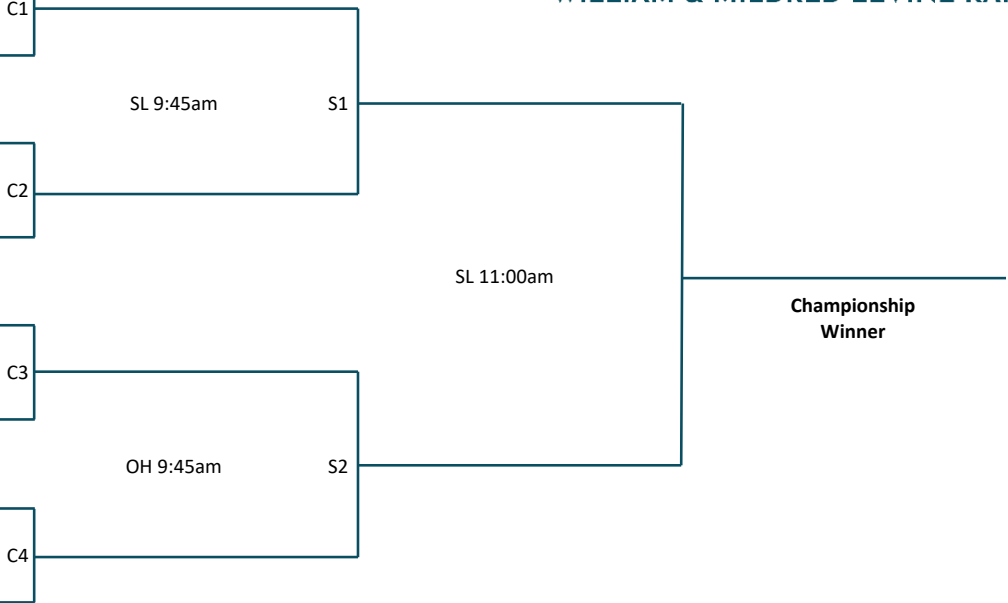 C1
SL 9:45am
S1
C2
SL 11:00am
Championship
Winner
C3
OH 9:45am
S2
C4